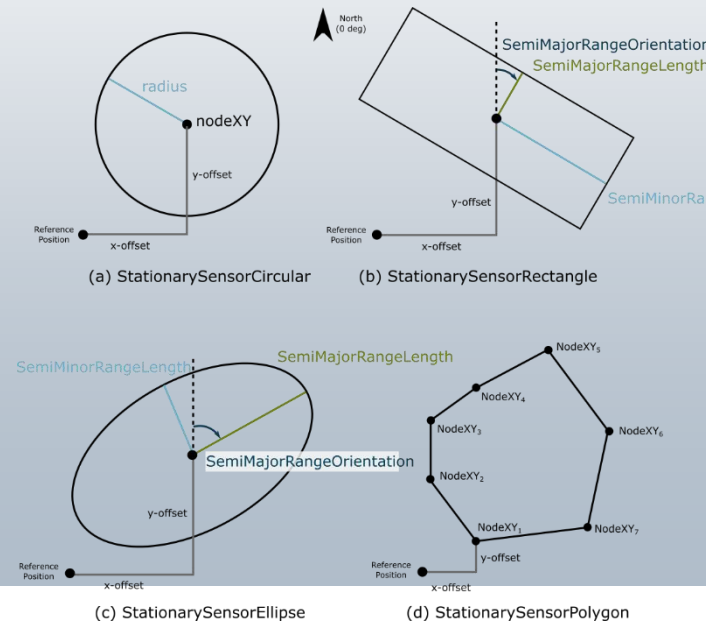 North
(0 deg)
radius
nodeXY
y-offset
Reference
Position
x-offset
(a) StationarySensorCircular
SemiMajorRangeOrientation
SemiMajorRangeLength
y-offset
SemiMinorRa
Reference
Position
x-offset
(b) StationarySensorRectangle
SemiMinorRangeLength
SemiMajorRangeLength
SemiMajorRangeOrientation
y-offset
Reference
Position
x-offset
(c) StationarySensorEllipse
NodeXY5
NodeXY4
NodeXY3
NodeXY6
NodeXY2
NodeXY1
NodeXY7
y-offset
Reference
Position
x-offset
(d) StationarySensorPolygon